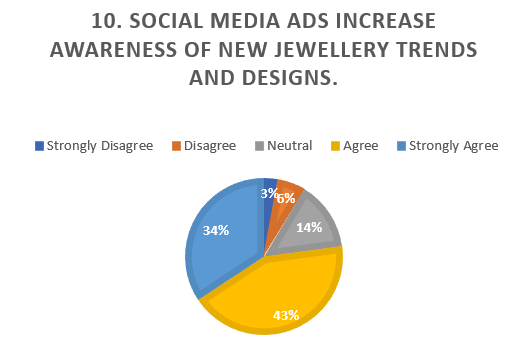 10. SOCIAL MEDIA ADS INCREASE
AWARENESS OF NEW JEWELLERY TRENDS
AND DESIGNS.
Strongly Disagree Disagree Neutral Agree Strongly Agree
3%
6%
14%
34%
43%